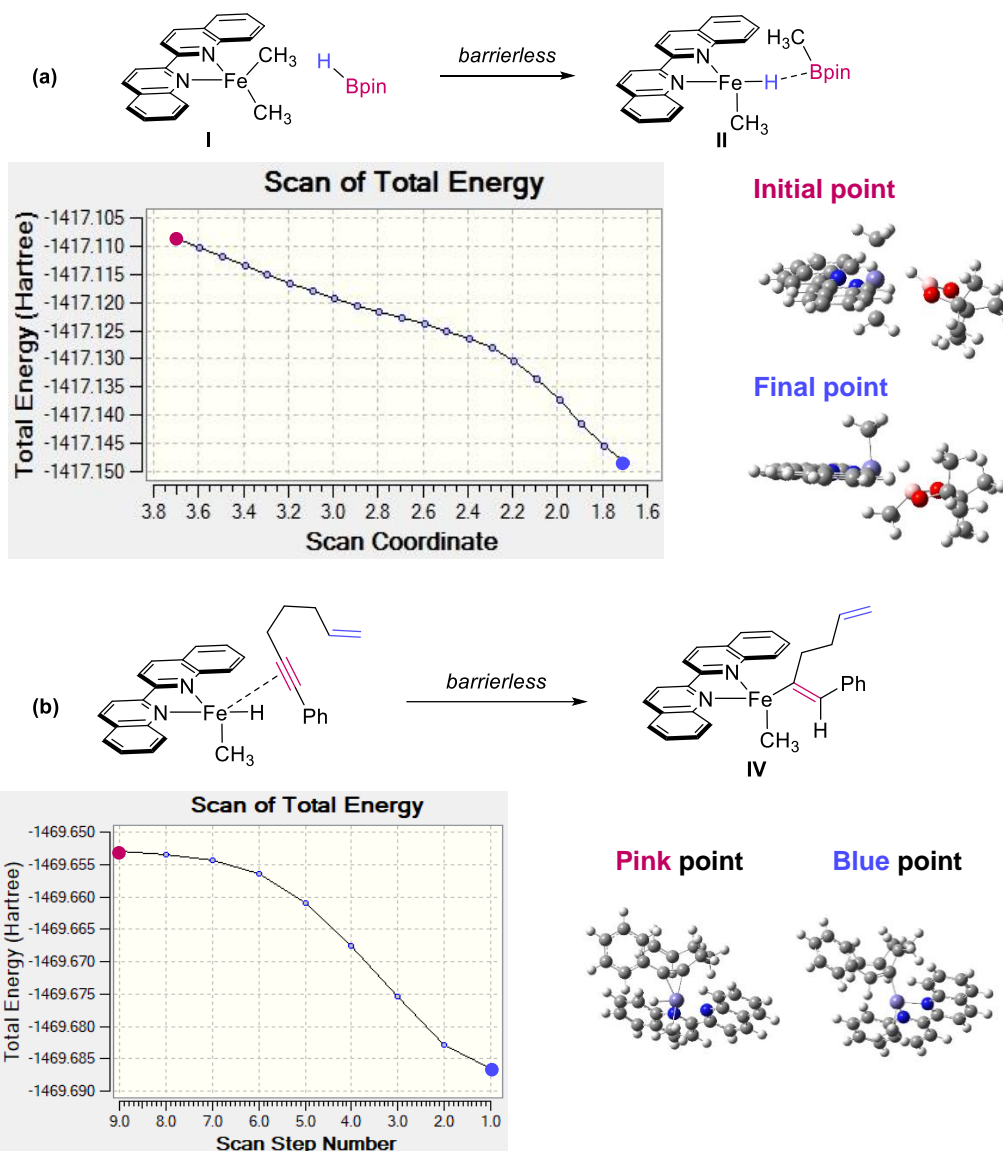 (a)
N
N
Fe
CH3
CH3
H
Bpin
barrierless
N
N
Fe
H
CH3
H3C
Bpin
I
II
Scan of Total Energy
Total Energy (Hartree)
-1417.105
-1417.110
-1417.115
-1417.120
-1417.125
-1417.130
-1417.135
-1417.140
-1417.145
-1417.150
3.8 3.6 3.4 3.2 3.0 2.8 2.6 2.4 2.2 2.0 1.8 1.6
Scan Coordinate
Initial point
Final point
(b)
N
N
Fe
H
CH3
Ph
barrierless
N
N
Fe
CH3
Ph
H
IV
Scan of Total Energy
Total Energy (Hartree)
-1469.650
-1469.655
-1469.660
-1469.665
-1469.670
-1469.675
-1469.680
-1469.685
-1469.690
9.0 8.0 7.0 6.0 5.0 4.0 3.0 2.0 1.0
Scan Step Number
Pink point
Blue point